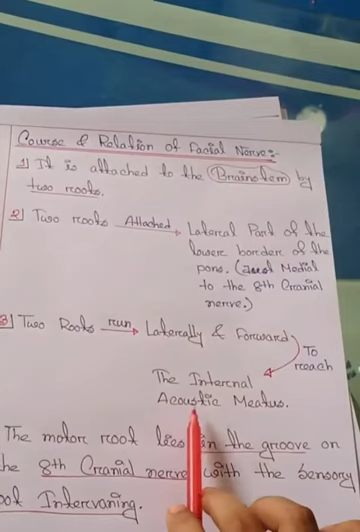 Course & Relation of Facial Nerve:-
1) It is attached to the Brainstem by
two roots.
2) Two roots Attached → Lateral Part of the
lower border of the
pons. (and Medial
to the 8th Cranial
nerve.)
3) Two Roots run → Laterally & Forward
To
reach
The Internal
Acoustic Meatus.
The motor root lies in the groove on
the 8th Cranial nerve with the Sensory
root Intervening.